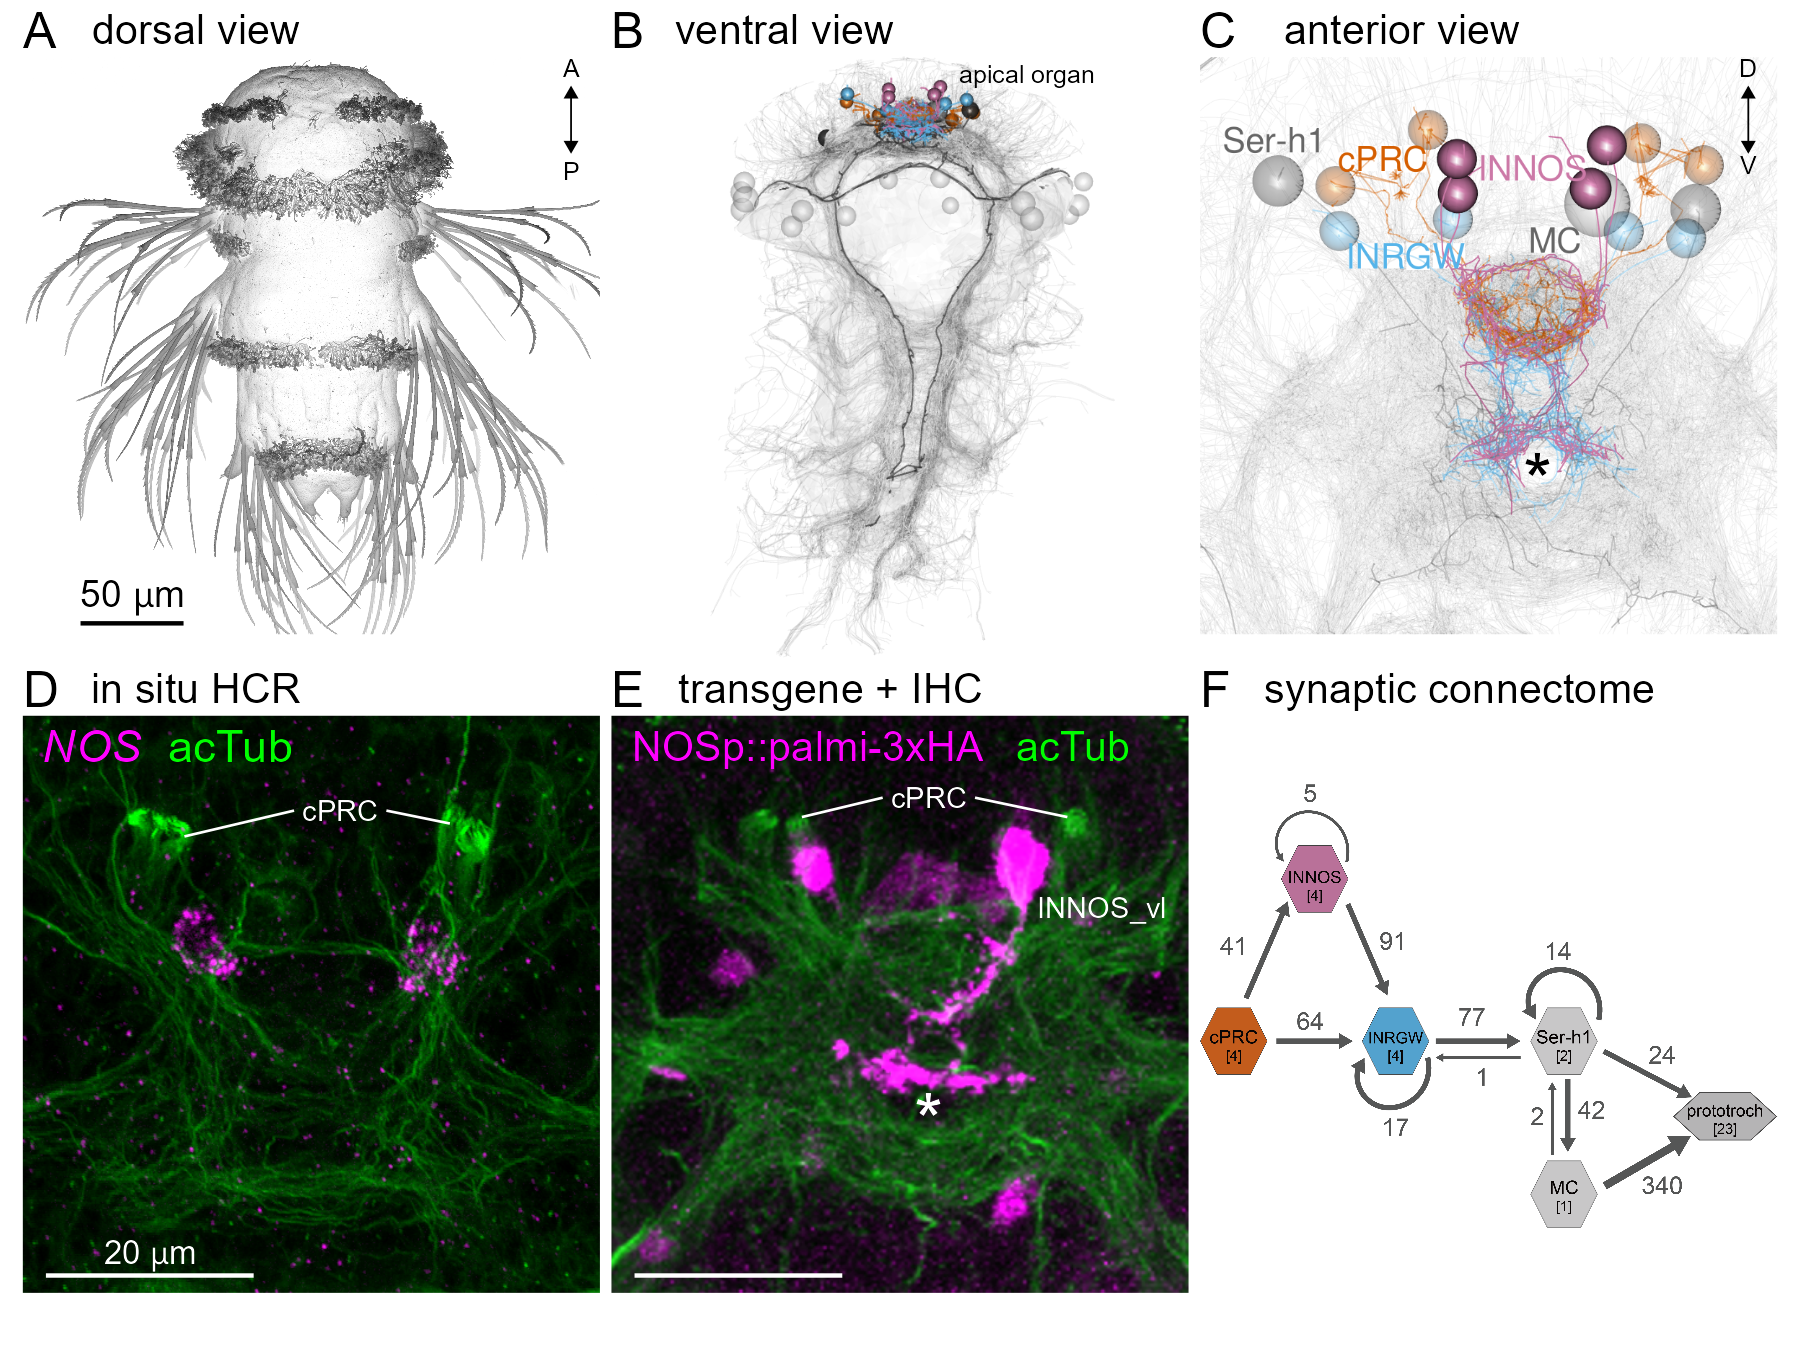 A dorsal view
A
P
50 µm
B ventral view
apical organ
C anterior view
D
V
Ser-h1
cPRC
INNOS
INRGW
MC
*
D in situ HCR
NOS acTub
cPRC
20 µm
E transgene + IHC
NOSp::palmi-3xHA acTub
cPRC
INNOS_vl
*
F synaptic connectome
5
INNOS
[4]
41
91
14
cPRC
[4]
64
INRGW
[4]
77
1
17
Ser-h1
[2]
24
2
42
prototroch
[23]
MC
[1]
340